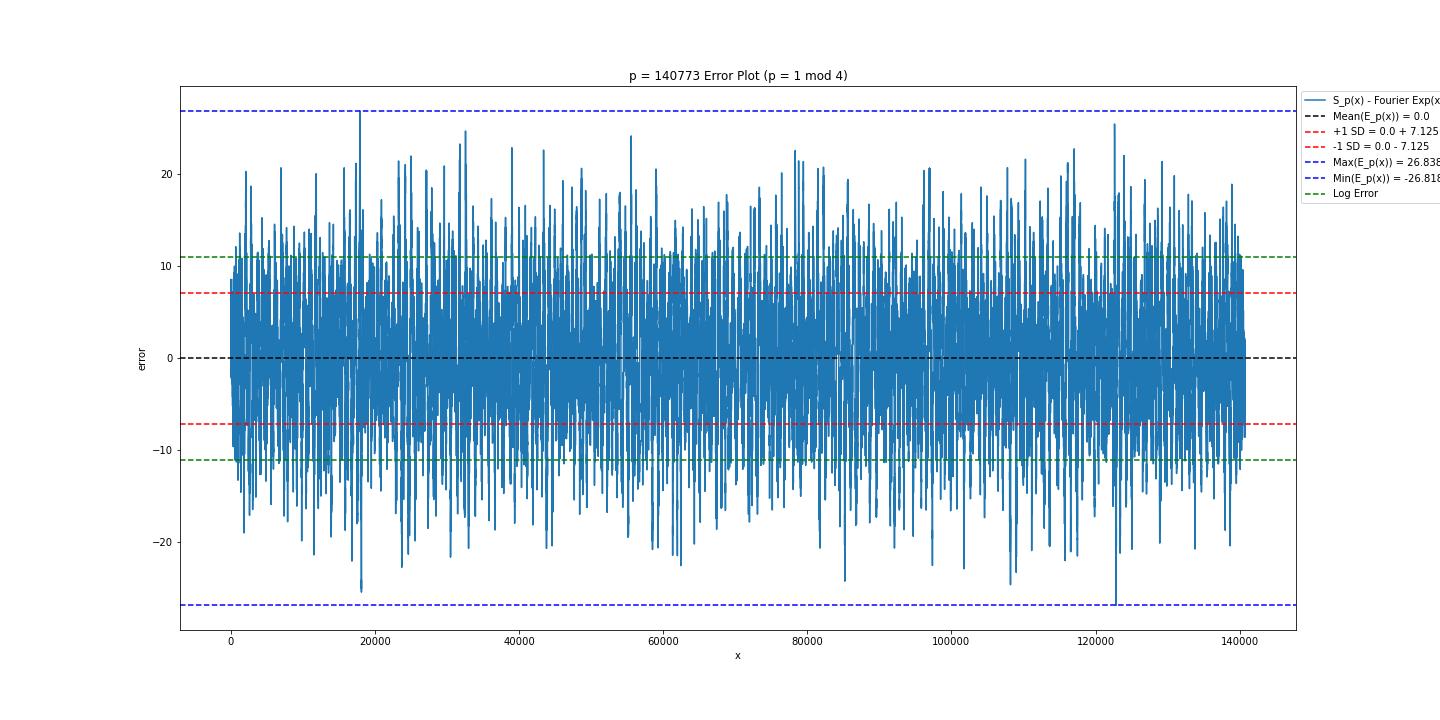 p = 140773 Error Plot (p = 1 mod 4)
S_p(x) - Fourier Exp(x
Mean(E_p(x)) = 0.0
+1 SD = 0.0 + 7.125
-1 SD = 0.0 - 7.125
Max(E_p(x)) = 26.838
Min(E_p(x)) = -26.818
Log Error
error
20
10
0
−10
−20
0 20000 40000 60000 80000 100000 120000 140000
x